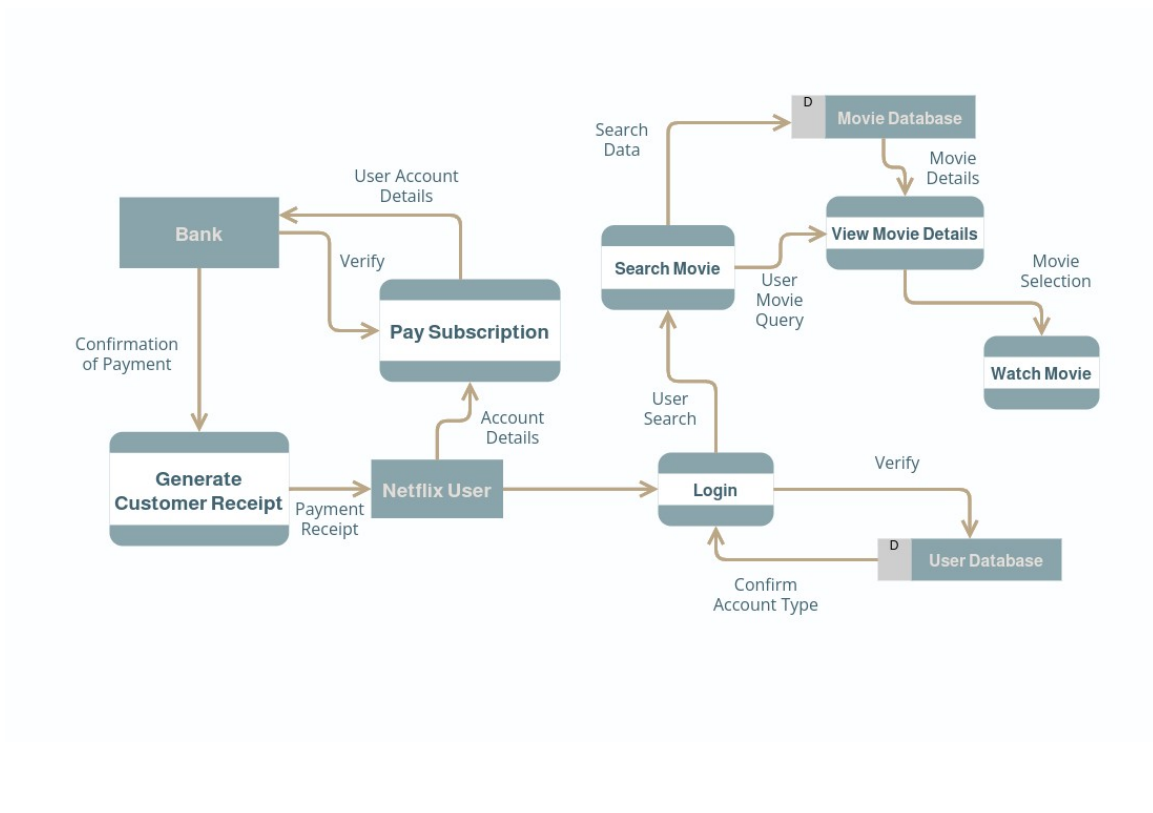 D
Movie Database
Search
Data
Movie
Details
User Account
Details
Bank
View Movie Details
Verify
Search Movie
Movie
Selection
User
Movie
Query
Pay Subscription
Confirmation
of Payment
Watch Movie
User
Search
Account
Details
Generate
Customer Receipt
Netflix User
Login
Verify
Payment
Receipt
D
User Database
Confirm
Account Type